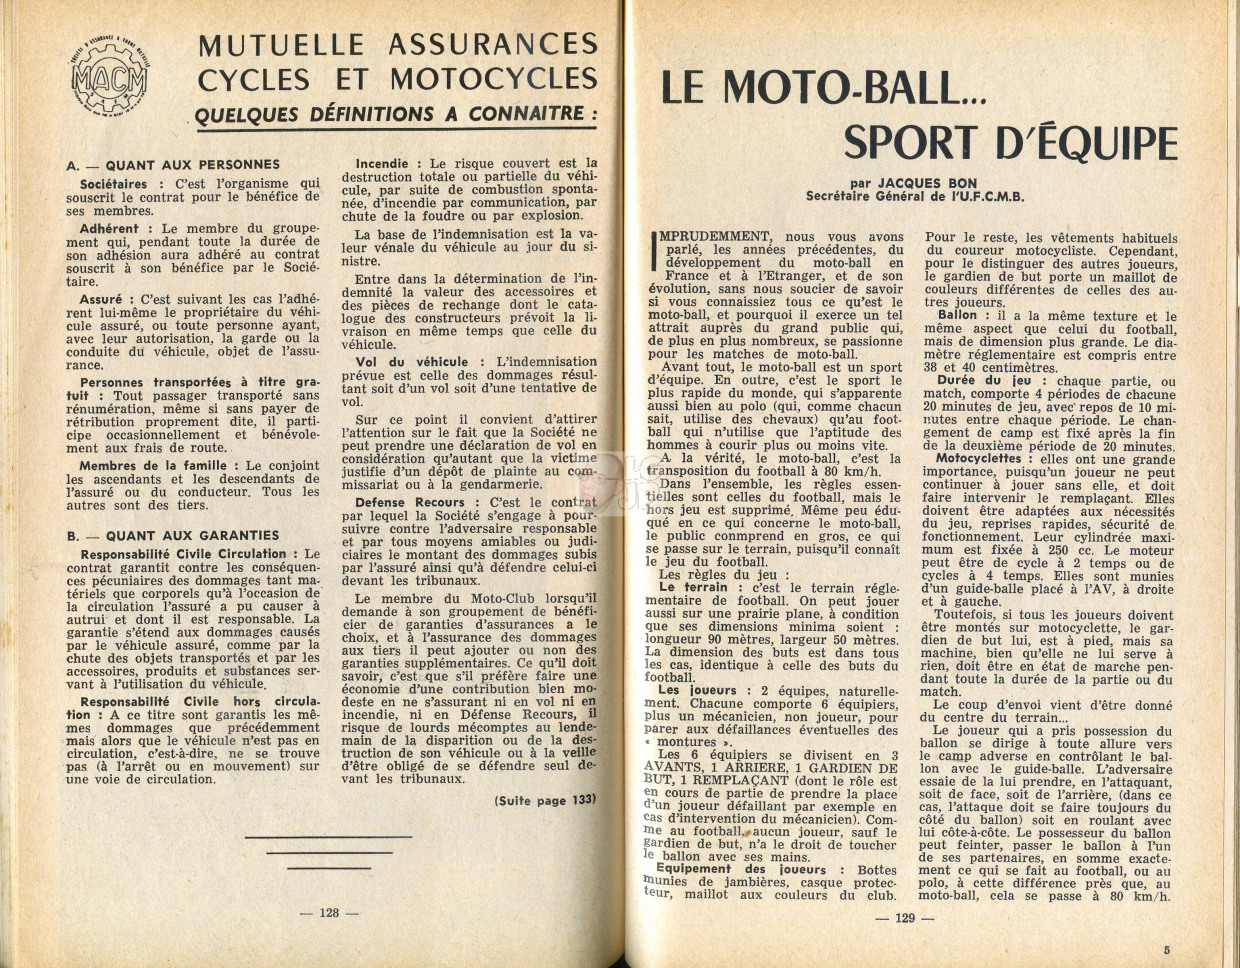 MACM
MUTUELLE ASSURANCES
CYCLES ET MOTOCYCLES
QUELQUES DÉFINITIONS A CONNAITRE :
A. — QUANT AUX PERSONNES
Sociétaires : C'est l'organisme qui
souscrit le contrat pour le bénéfice de
ses membres.
Adhérent : Le membre du groupe-
ment qui, pendant toute la durée de
son adhésion aura adhéré au contrat
souscrit à son bénéfice par le Socié-
taire.
Assuré : C'est suivant les cas l'adhé-
rent lui-même le propriétaire du véhi-
cule assuré, ou toute personne ayant,
avec leur autorisation, la garde ou la
conduite du véhicule, objet de l'assu-
rance.
Personnes transportées à titre gra-
tuit : Tout passager transporté sans
rénumération, même si sans payer de
rétribution proprement dite, il parti-
cipe occasionnellement et bénévole-
ment aux frais de route.
Membres de la famille : Le conjoint
les ascendants et les descendants de
l'assuré ou du conducteur. Tous les
autres sont des tiers.
B. — QUANT AUX GARANTIES
Responsabilité Civile Circulation : Le
contrat garantit contre les conséquen-
ces pécuniaires des dommages tant ma-
tériels que corporels qu'à l'occasion de
la circulation l'assuré a pu causer à
autrui et dont il est responsable. La
garantie s'étend aux dommages causés
par le véhicule assuré, comme par la
chute des objets transportés et par les
accessoires, produits et substances ser-
vant à l'utilisation du véhicule.
Responsabilité Civile hors circula-
tion : A ce titre sont garantis les mê-
mes dommages que précédemment
mais alors que le véhicule n'est pas en
circulation, c'est-à-dire, ne se trouve
pas (à l'arrêt ou en mouvement) sur
une voie de circulation.
Incendie : Le risque couvert est la
destruction totale ou partielle du véhi-
cule, par suite de combustion sponta-
née, d'incendie par communication, par
chute de la foudre ou par explosion.
La base de l'indemnisation est la va-
leur vénale du véhicule au jour du si-
nistre.
Entre dans la détermination de l'in-
demnité la valeur des accessoires et
des pièces de rechange dont le cata-
logue des constructeurs prévoit la li-
vraison en même temps que celle du
véhicule.
Vol du véhicule : L'indemnisation
prévue est celle des dommages résul-
tant soit d'un vol soit d'une tentative de
vol.
Sur ce point il convient d'attirer
l'attention sur le fait que la Société ne
peut prendre une déclaration de vol en
considération qu'autant que la victime
justifie d'un dépôt de plainte au com-
missariat ou à la gendarmerie.
Defense Recours : C'est le contrat
par lequel la Société s'engage à pour-
suivre contre l'adversaire responsable
et par tous moyens amiables ou judi-
ciaires le montant des dommages subis
par l'assuré ainsi qu'à défendre celui-ci
devant les tribunaux.
Le membre du Moto-Club lorsqu'il
demande à son groupement de bénéfi-
cier de garanties d'assurances a le
choix, et à l'assurance des dommages
aux tiers il peut ajouter ou non des
garanties supplémentaires. Ce qu'il doit
savoir, c'est que s'il préfère faire une
économie d'une contribution bien mo-
deste en ne s'assurant ni en vol ni en
incendie, ni en Défense Recours, il
risque de lourds mécomptes au lende-
main de la disparition ou de la des-
truction de son véhicule ou à la veille
d'être obligé de se défendre seul de-
vant les tribunaux.
(Suite page 133)
— 128 —
LE MOTO-BALL...
SPORT D'ÉQUIPE
par JACQUES BON
Secrétaire Général de l'U.F.C.M.B.
IMPRUDEMMENT, nous vous avons
parlé, les années précédentes, du
développement du moto-ball en
France et à l'Etranger, et de son
évolution, sans nous soucier de savoir
si vous connaissiez tous ce qu'est le
moto-ball, et pourquoi il exerce un tel
attrait auprès du grand public qui,
de plus en plus nombreux, se passionne
pour les matches de moto-ball.
Avant tout, le moto-ball est un sport
d'équipe. En outre, c'est le sport le
plus rapide du monde, qui s'apparente
aussi bien au polo (qui, comme chacun
sait, utilise des chevaux) qu'au foot-
ball qui n'utilise que l'aptitude des
hommes à courir plus ou moins vite.
A la vérité, le moto-ball, c'est la
transposition du football à 80 km/h.
Dans l'ensemble, les règles essen-
tielles sont celles du football, mais le
hors jeu est supprimé. Même peu édu-
qué en ce qui concerne le moto-ball,
le public conmprend en gros, ce qui
se passe sur le terrain, puisqu'il connaît
le jeu du football.
Les règles du jeu :
Le terrain : c'est le terrain régle-
mentaire de football. On peut jouer
aussi sur une prairie plane, à condition
que ses dimensions minima soient :
longueur 90 mètres, largeur 50 mètres.
La dimension des buts est dans tous
les cas, identique à celle des buts du
football.
Les joueurs : 2 équipes, naturelle-
ment. Chacune comporte 6 équipiers,
plus un mécanicien, non joueur, pour
parer aux défaillances éventuelles des
« montures ».
Les 6 équipiers se divisent en 3
AVANTS, 1 ARRIERE, 1 GARDIEN DE
BUT, 1 REMPLAÇANT (dont le rôle est
en cours de partie de prendre la place
d'un joueur défaillant par exemple en
cas d'intervention du mécanicien). Com-
me au football, aucun joueur, sauf le
gardien de but, n'a le droit de toucher
le ballon avec ses mains.
Equipement des joueurs : Bottes
munies de jambières, casque protec-
teur, maillot aux couleurs du club.
Pour le reste, les vêtements habituels
du coureur motocycliste. Cependant,
pour le distinguer des autres joueurs,
le gardien de but porte un maillot de
couleurs différentes de celles des au-
tres joueurs.
Ballon : il a la même texture et le
même aspect que celui du football,
mais de dimension plus grande. Le dia-
mètre réglementaire est compris entre
38 et 40 centimètres.
Durée du jeu : chaque partie, ou
match, comporte 4 périodes de chacune
20 minutes de jeu, avec repos de 10 mi-
nutes entre chaque période. Le chan-
gement de camp est fixé après la fin
de la deuxième période de 20 minutes.
Motocyclettes : elles ont une grande
importance, puisqu'un joueur ne peut
continuer à jouer sans elle, et doit
faire intervenir le remplaçant. Elles
doivent être adaptées aux nécessités
du jeu, reprises rapides, sécurité de
fonctionnement. Leur cylindrée maxi-
mum est fixée à 250 cc. Le moteur
peut être de cycle à 2 temps ou de
cycles à 4 temps. Elles sont munies
d'un guide-balle placé à l'AV, à droite
et à gauche.
Toutefois, si tous les joueurs doivent
être montés sur motocyclette, le gar-
dien de but lui, est à pied, mais sa
machine, bien qu'elle ne lui serve à
rien, doit être en état de marche pen-
dant toute la durée de la partie ou du
match.
Le coup d'envoi vient d'être donné
du centre du terrain...
Le joueur qui a pris possession du
ballon se dirige à toute allure vers
le camp adverse en contrôlant le bal-
lon avec le guide-balle. L'adversaire
essaie de la lui prendre, en l'attaquant,
soit de face, soit de l'arrière, (dans ce
cas, l'attaque doit se faire toujours du
côté du ballon) soit en roulant avec
lui côte-à-côte. Le possesseur du ballon
peut feinter, passer le ballon à l'un
de ses partenaires, en somme exacte-
ment ce qui se fait au football, ou au
polo, à cette différence près que, au
moto-ball, cela se passe à 80 km/h.
— 129 —
5